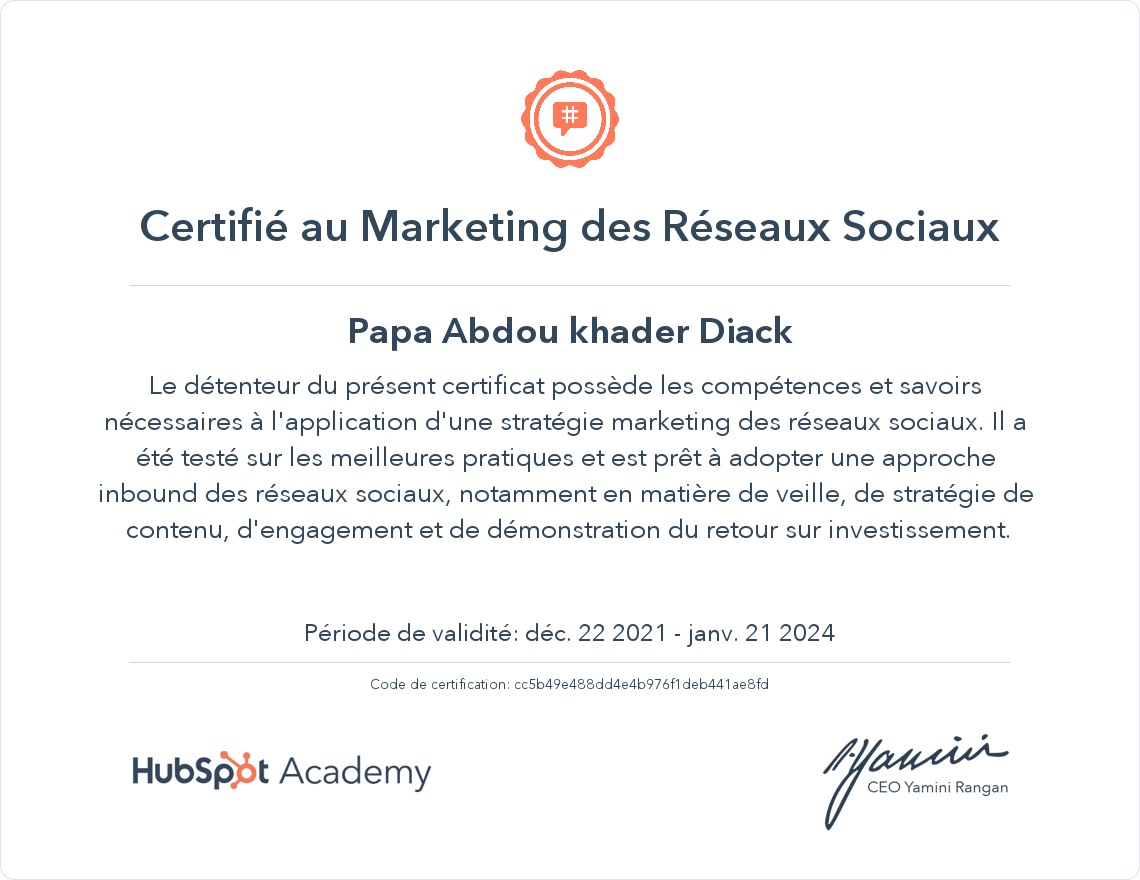 #
Certifié au Marketing des Réseaux Sociaux
Papa Abdou khader Diack
Le détenteur du présent certificat possède les compétences et savoirs
nécessaires à l'application d'une stratégie marketing des réseaux sociaux. Il a
été testé sur les meilleures pratiques et est prêt à adopter une approche
inbound des réseaux sociaux, notamment en matière de veille, de stratégie de
contenu, d'engagement et de démonstration du retour sur investissement.
Période de validité: déc. 22 2021 - janv. 21 2024
Code de certification: cc5b49e488dd4e4b976f1deb441ae8fd
HubSpot Academy
CEO Yamini Rangan